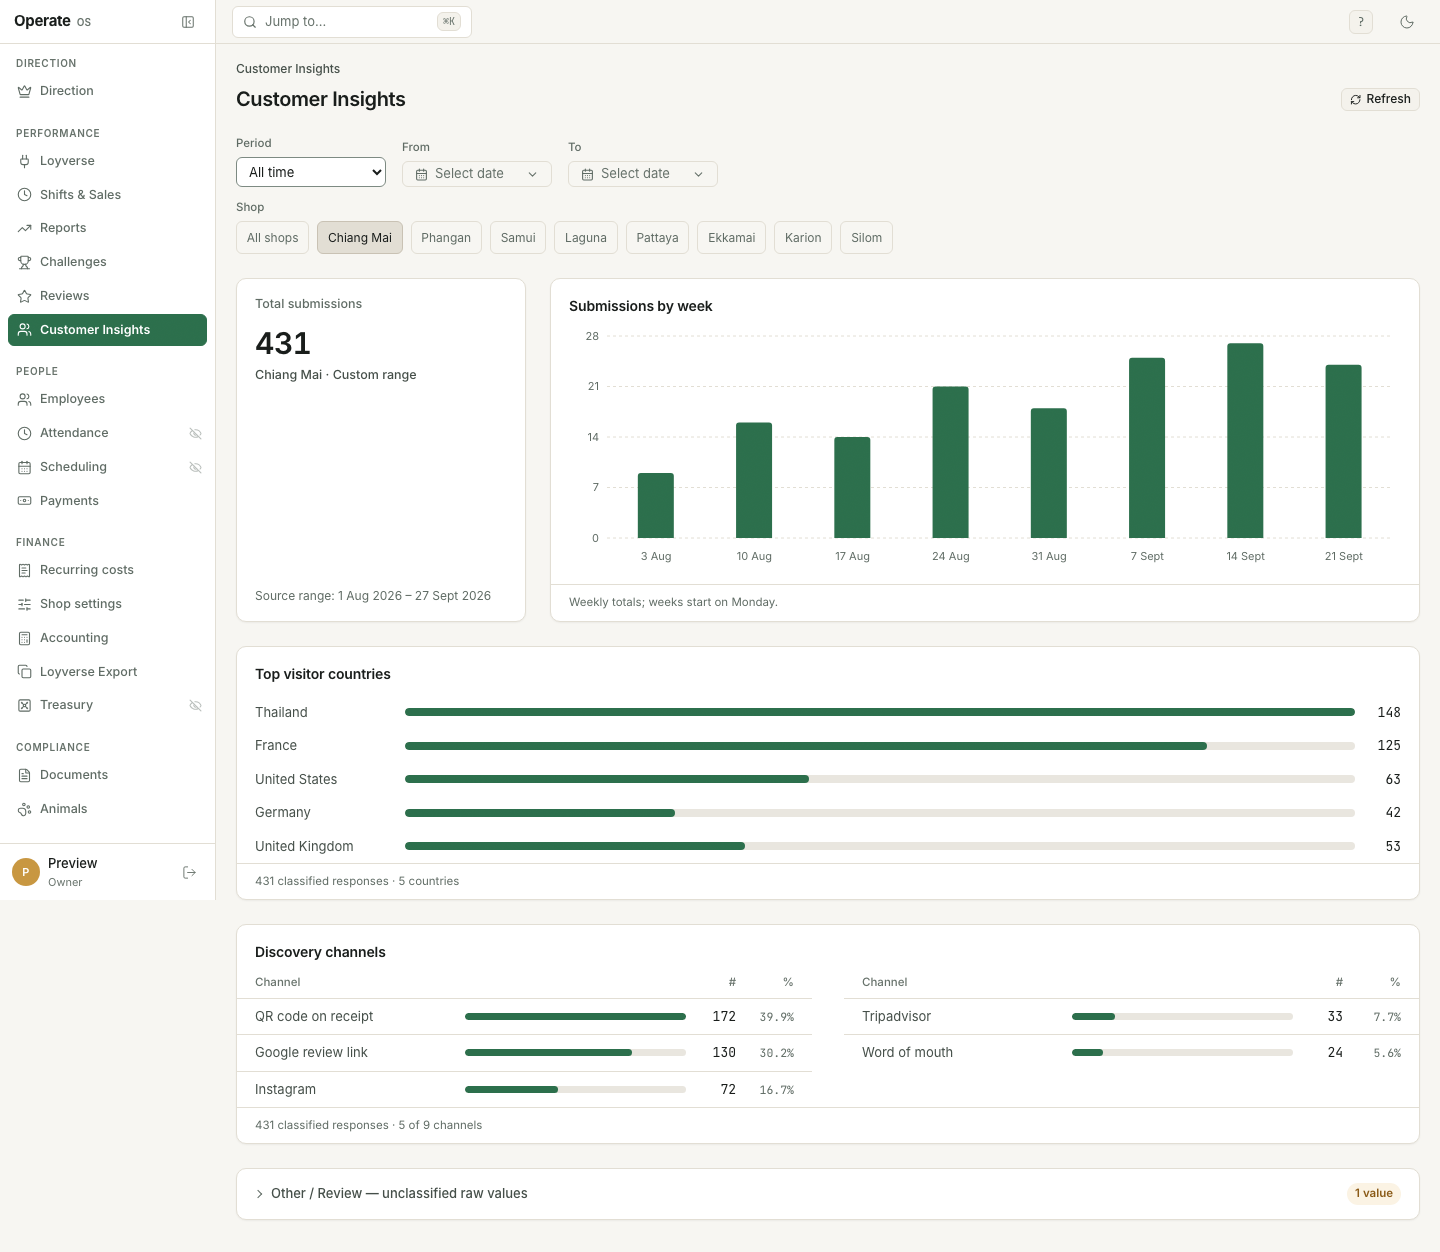 Operate OS
Jump to...
⌘K
?
DIRECTION
Direction
PERFORMANCE
Loyverse
Shifts & Sales
Reports
Challenges
Reviews
Customer Insights
PEOPLE
Employees
Attendance
Scheduling
Payments
FINANCE
Recurring costs
Shop settings
Accounting
Loyverse Export
Treasury
COMPLIANCE
Documents
Animals
P
Preview
Owner
Customer Insights
Customer Insights
Refresh
Period
From
To
All time
Select date
Select date
Shop
All shops
Chiang Mai
Phangan
Samui
Laguna
Pattaya
Ekkamai
Karion
Silom
Total submissions
431
Chiang Mai · Custom range
Source range: 1 Aug 2026 – 27 Sept 2026
Submissions by week
28
21
14
7
0
3 Aug
10 Aug
17 Aug
24 Aug
31 Aug
7 Sept
14 Sept
21 Sept
Weekly totals; weeks start on Monday.
Top visitor countries
Thailand 148
France 125
United States 63
Germany 42
United Kingdom 53
431 classified responses · 5 countries
Discovery channels
Channel # %
QR code on receipt 172 39.9%
Google review link 130 30.2%
Instagram 72 16.7%
Channel # %
Tripadvisor 33 7.7%
Word of mouth 24 5.6%
431 classified responses · 5 of 9 channels
Other / Review — unclassified raw values
1 value